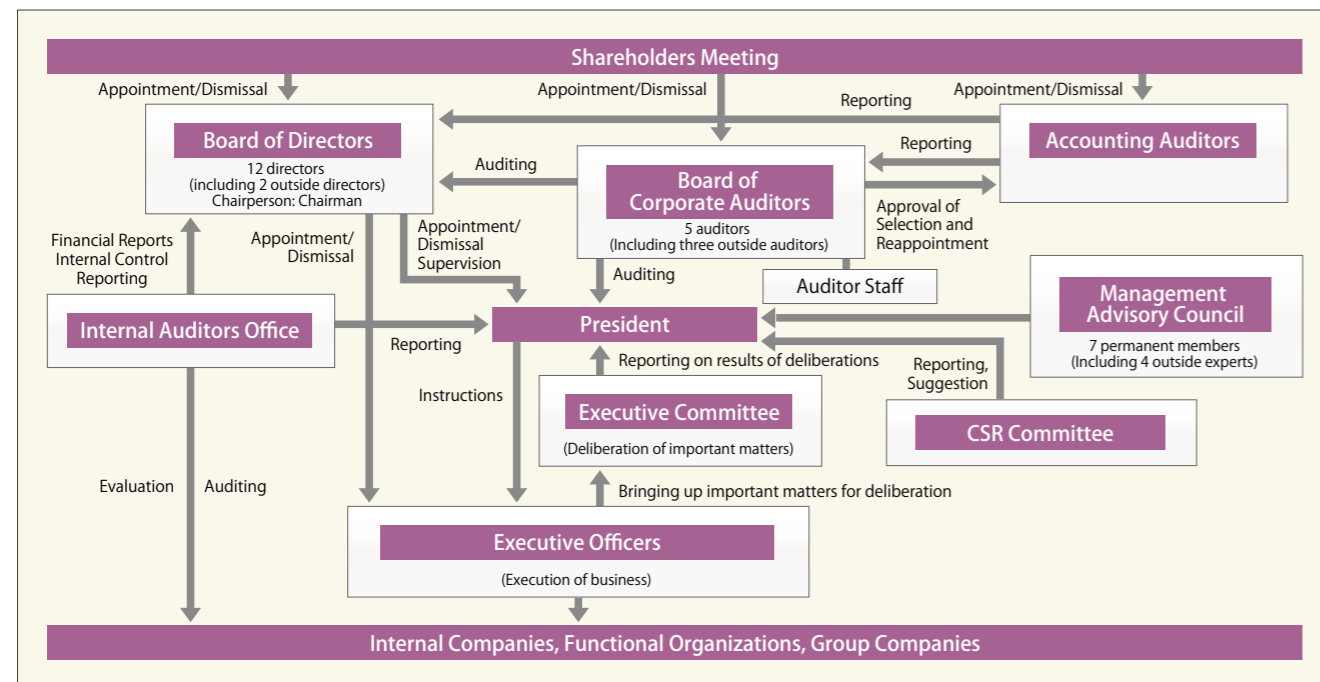 Shareholders Meeting
Appointment/Dismissal
Appointment/Dismissal
Appointment/Dismissal
Reporting
Board of Directors
12 directors
(including 2 outside directors)
Chairperson: Chairman
Auditing
Board of
Corporate Auditors
5 auditors
(Including three outside auditors)
Reporting
Accounting Auditors
Approval of
Selection and
Reappointment
Financial Reports
Internal Control
Reporting
Appointment/
Dismissal
Appointment/
Dismissal
Supervision
Auditing
Auditor Staff
Internal Auditors Office
Reporting
President
Management
Advisory Council
7 permanent members
(Including 4 outside experts)
Reporting on results of deliberations
Reporting,
Suggestion
Instructions
Executive Committee
(Deliberation of important matters)
CSR Committee
Evaluation
Auditing
Bringing up important matters for deliberation
Executive Officers
(Execution of business)
Internal Companies, Functional Organizations, Group Companies